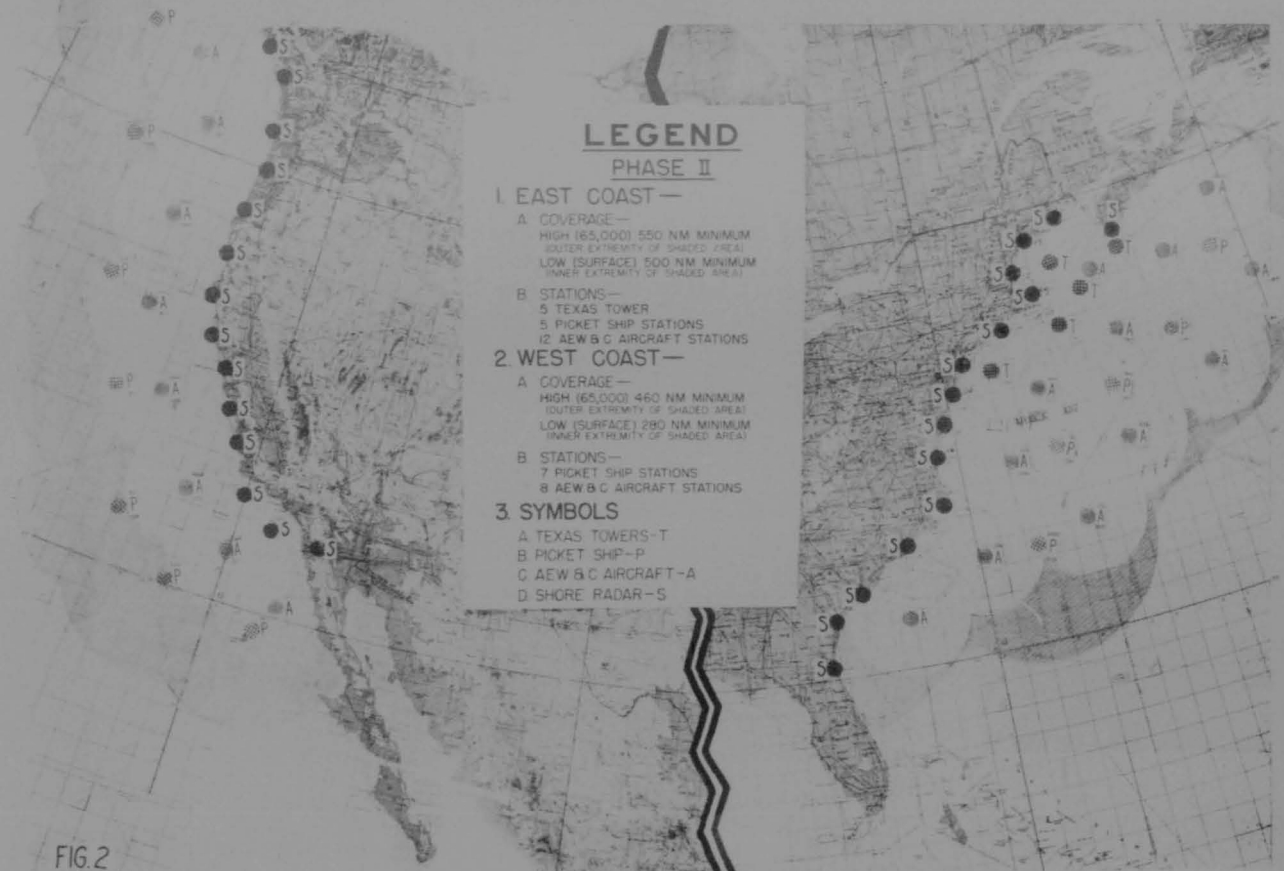 LEGEND
PHASE II
1. EAST COAST—
A. COVERAGE—
HIGH (65,000) 550 NM MINIMUM
(OUTER EXTREMITY OF SHADED AREA)
LOW (SURFACE) 500 NM MINIMUM
(INNER EXTREMITY OF SHADED AREA)
B. STATIONS—
5 TEXAS TOWER
5 PICKET SHIP STATIONS
12 AEW & C AIRCRAFT STATIONS
2. WEST COAST—
A. COVERAGE—
HIGH (65,000) 460 NM MINIMUM
(OUTER EXTREMITY OF SHADED AREA)
LOW (SURFACE) 280 NM MINIMUM
(INNER EXTREMITY OF SHADED AREA)
B. STATIONS—
7 PICKET SHIP STATIONS
8 AEW & C AIRCRAFT STATIONS
3. SYMBOLS
A. TEXAS TOWERS-T
B. PICKET SHIP-P
C. AEW & C AIRCRAFT-A
D. SHORE RADAR-S
P
A
S
S
P
A
S
S
A
S
S
P
A
S
S
S
P
A
S
S
P
A
S
S
A
S
P
A
P
A
S
S
T
A
P
S
T
A
A
S
S
T
S
T
A
P
S
T
A
P
A
S
S
A
P
A
S
S
A
S
A
P
S
S
A
S
FIG. 2